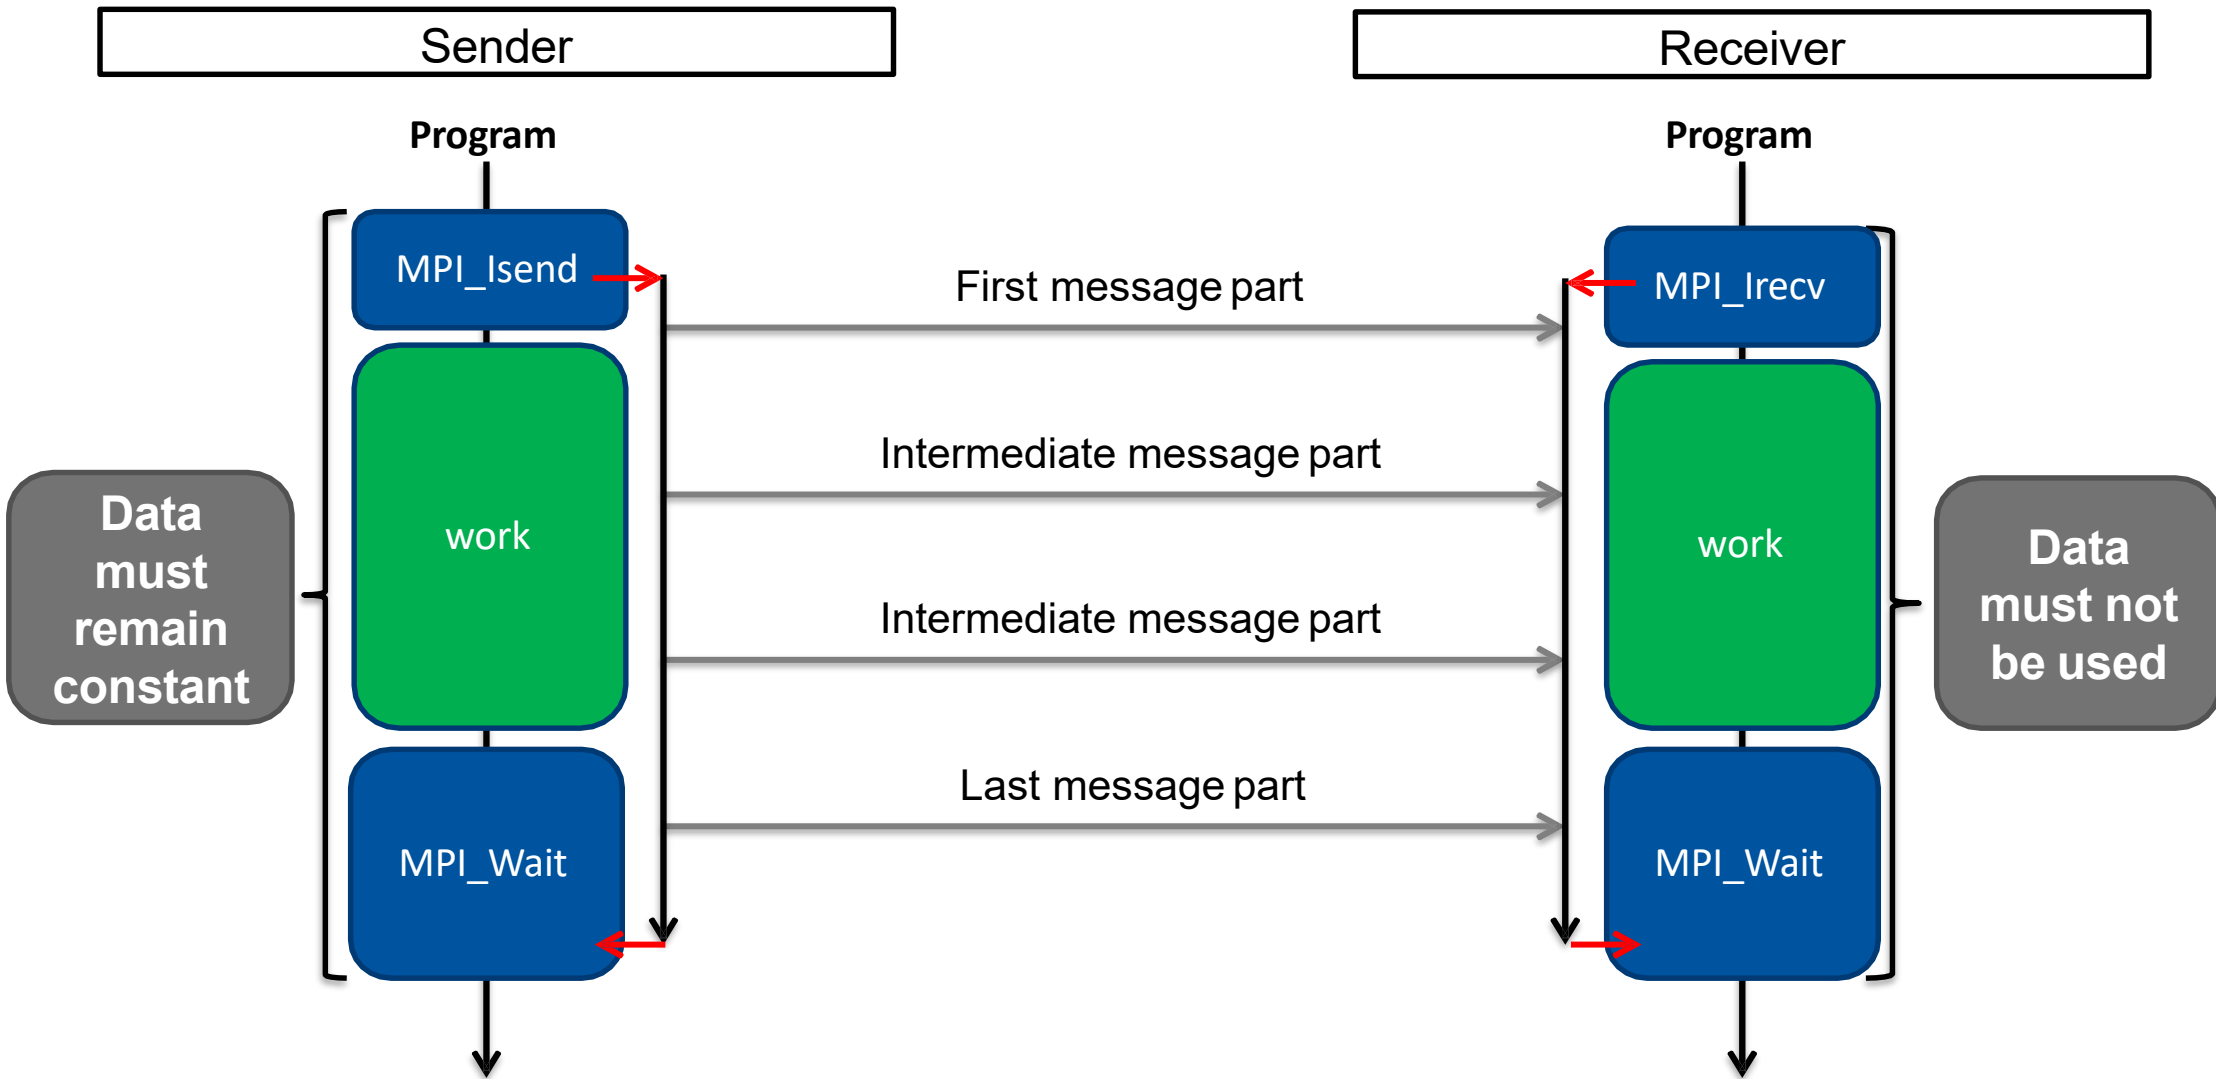 Sender
Receiver
Program
Program
MPI_Isend
First message part
MPI_Irecv
Intermediate message part
Data
must
remain
constant
work
work
Data
must not
be used
Intermediate message part
Last message part
MPI_Wait
MPI_Wait